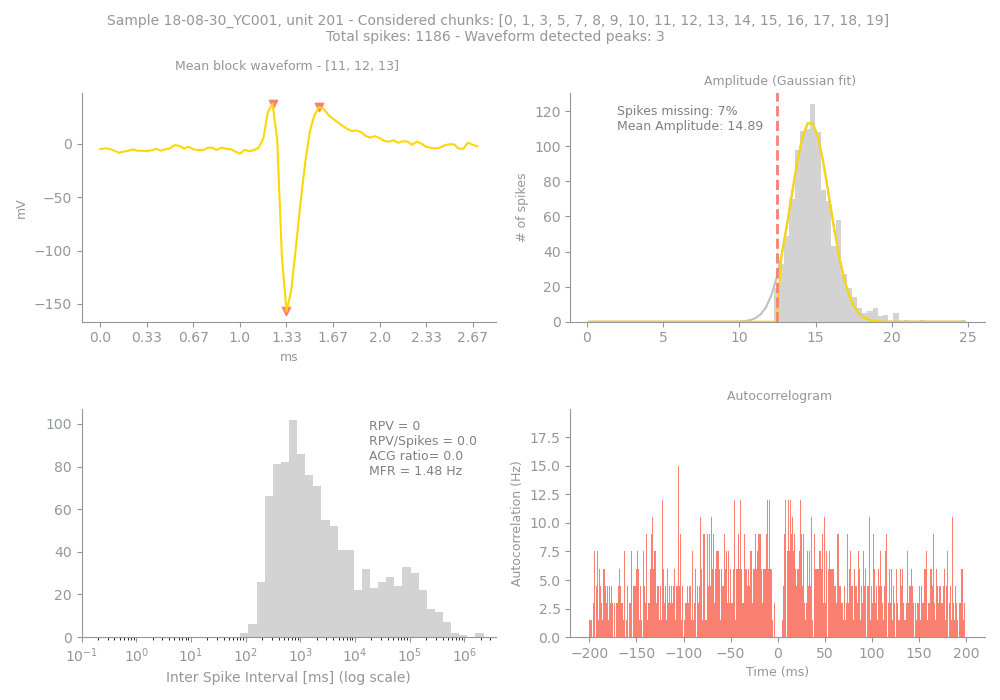 Sample 18-08-30_YC001, unit 201 - Considered chunks: [0, 1, 3, 5, 7, 8, 9, 10, 11, 12, 13, 14, 15, 16, 17, 18, 19]
Total spikes: 1186 - Waveform detected peaks: 3
Mean block waveform - [11, 12, 13]
0
−50
−100
−150
mV
0.0 0.33 0.67 1.0 1.33 1.67 2.0 2.33 2.67
ms
Amplitude (Gaussian fit)
Spikes missing: 7%
Mean Amplitude: 14.89
120
100
80
60
40
20
0
# of spikes
0 5 10 15 20 25
RPV = 0
RPV/Spikes = 0.0
ACG ratio= 0.0
MFR = 1.48 Hz
100
80
60
40
20
0
10⁻¹ 10⁰ 10¹ 10² 10³ 10⁴ 10⁵ 10⁶
Inter Spike Interval [ms] (log scale)
Autocorrelogram
17.5
15.0
12.5
10.0
7.5
5.0
2.5
0.0
Autocorrelation (Hz)
−200 −150 −100 −50 0 50 100 150 200
Time (ms)